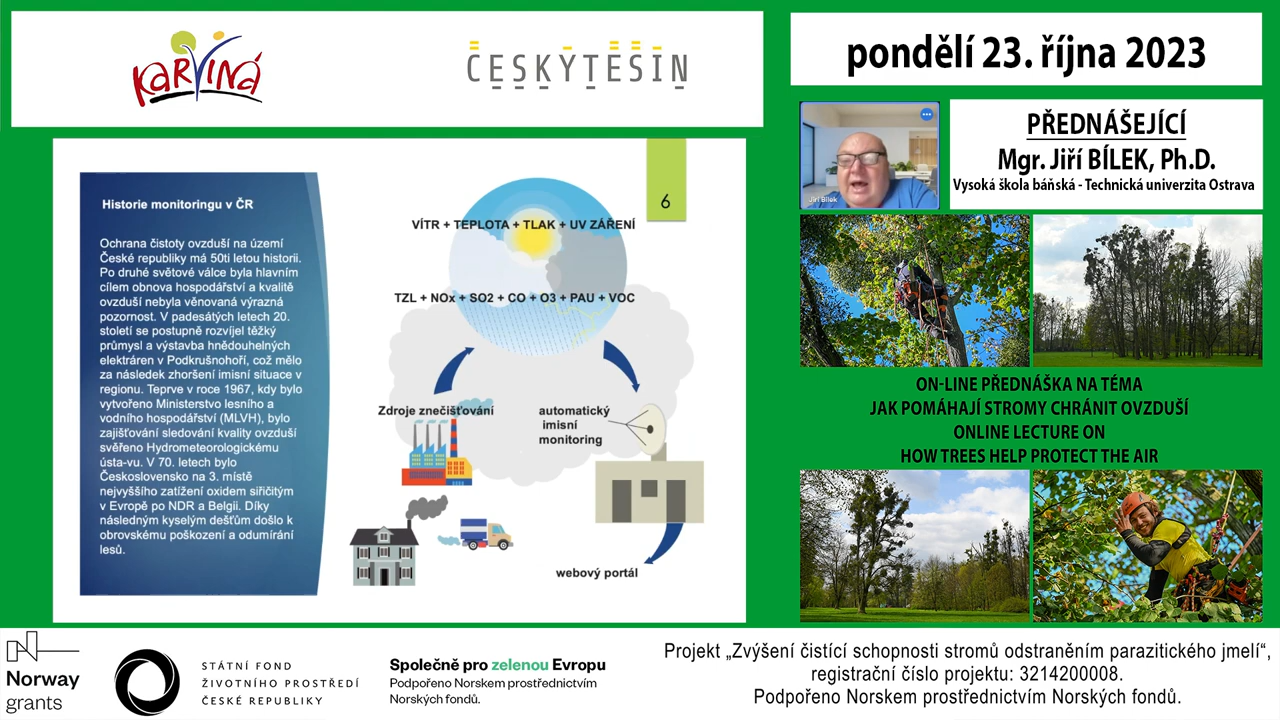 Karviná
ČESKÝ TĚŠÍN
pondělí 23. října 2023
PŘEDNÁŠEJÍCÍ
Mgr. Jiří BÍLEK, Ph.D.
Vysoká škola báňská - Technická univerzita Ostrava
Jiri Bilek
6
Historie monitoringu v ČR
Ochrana čistoty ovzduší na území
České republiky má 50ti letou historii.
Po druhé světové válce byla hlavním
cílem obnova hospodářství a kvalitě
ovzduší nebyla věnovaná výrazná
pozornost. V padesátých letech 20.
století se postupně rozvíjel těžký
průmysl a výstavba hnědouhelných
elektráren v Podkrušnohoří, což mělo
za následek zhoršení imisní situace v
regionu. Teprve v roce 1967, kdy bylo
vytvořeno Ministerstvo lesního a
vodního hospodářství (MLVH), bylo
zajišťování sledování kvality ovzduší
svěřeno Hydrometeorologickému
ústa-vu. V 70. letech bylo
Československo na 3. místě
nejvyššího zatížení oxidem siřičitým
v Evropě po NDR a Belgii. Díky
následným kyselým dešťům došlo k
obrovskému poškození a odumírání
lesů.
VÍTR + TEPLOTA + TLAK + UV ZÁŘENÍ
TZL + NOx + SO2 + CO + O3 + PAU + VOC
Zdroje znečišťování
automatický
imisní
monitoring
webový portál
ON-LINE PŘEDNÁŠKA NA TÉMA
JAK POMÁHAJÍ STROMY CHRÁNIT OVZDUŠÍ
ONLINE LECTURE ON
HOW TREES HELP PROTECT THE AIR
Norway
grants
STÁTNÍ FOND
ŽIVOTNÍHO PROSTŘEDÍ
ČESKÉ REPUBLIKY
Společně pro zelenou Evropu
Podpořeno Norskem prostřednictvím
Norských fondů.
Projekt „Zvýšení čistící schopnosti stromů odstraněním parazitického jmelí“,
registrační číslo projektu: 3214200008.
Podpořeno Norskem prostřednictvím Norských fondů.